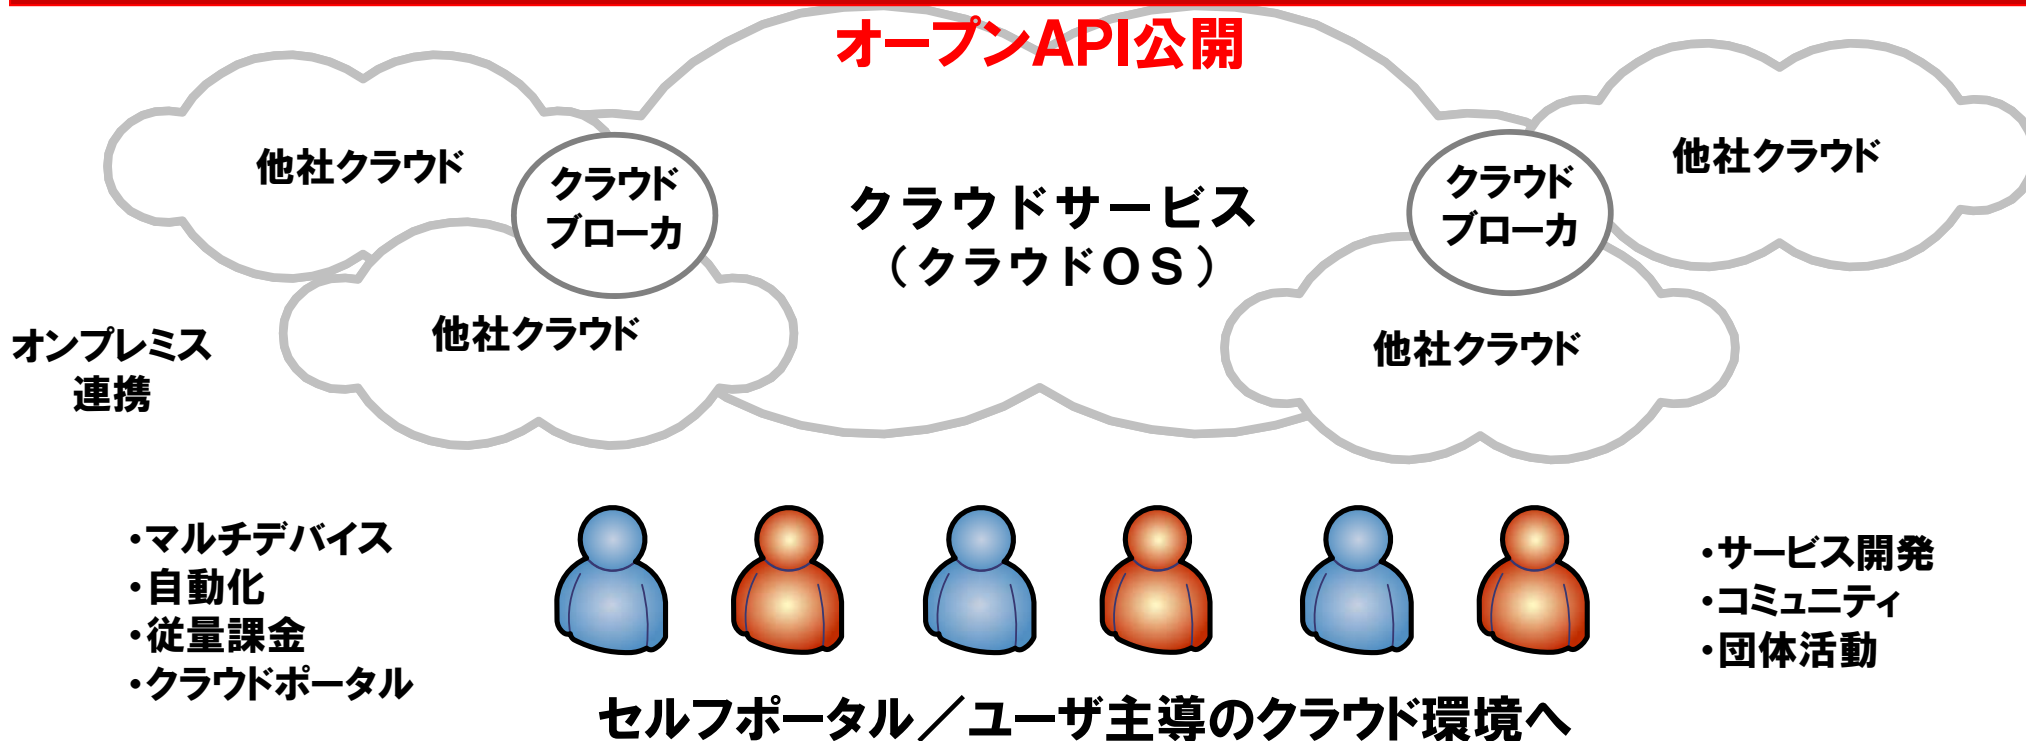 オープンAPI公開
他社クラウド
クラウド
ブローカ
クラウドサービス
（クラウドＯＳ）
クラウド
ブローカ
他社クラウド
他社クラウド
他社クラウド
オンプレミス
連携
・マルチデバイス
・自動化
・従量課金
・クラウドポータル
・サービス開発
・コミュニティ
・団体活動
セルフポータル／ユーザ主導のクラウド環境へ